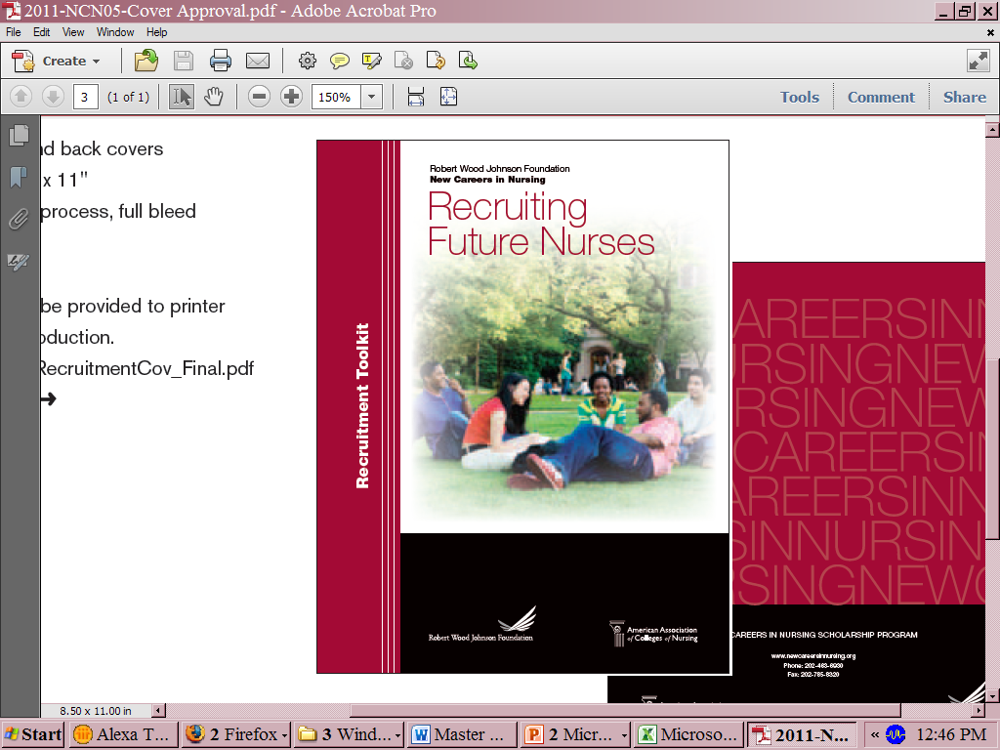 2011-NCN05-Cover Approval.pdf - Adobe Acrobat Pro
File Edit View Window Help
Create
3 (1 of 1) 150% Tools Comment Share
nd back covers
x 11"
process, full bleed
be provided to printer
oduction.
RecruitmentCov_Final.pdf
Recruitment Toolkit
Robert Wood Johnson Foundation
New Careers in Nursing
Recruiting
Future Nurses
Robert Wood Johnson Foundation
American Association
of Colleges of Nursing
AREERSINN
URSINGNEW
RSINGNEW
CAREERSIN
AREERSINN
SINNURSIN
SINGNEWC
CAREERS IN NURSING SCHOLARSHIP PROGRAM
www.newcareersinnursing.org
Phone: 202-463-6930
Fax: 202-785-8320
8.50 x 11.00 in
Start Alexa T... 2 Firefox 3 Wind... Master ... 2 Micr... Microso... 2011-N... « 12:46 PM